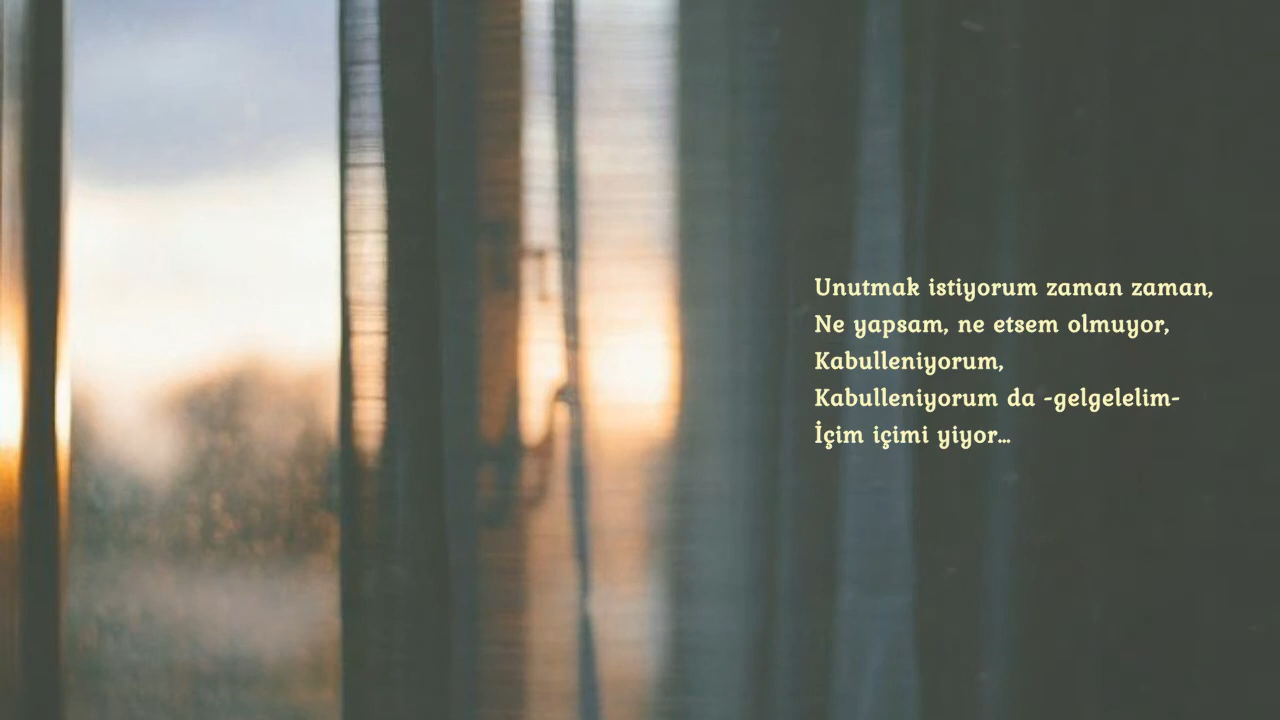 Unutmak istiyorum zaman zaman,
Ne yapsam, ne etsem olmuyor,
Kabulleniyorum,
Kabulleniyorum da -gelgelelim-
İçim içimi yiyor...